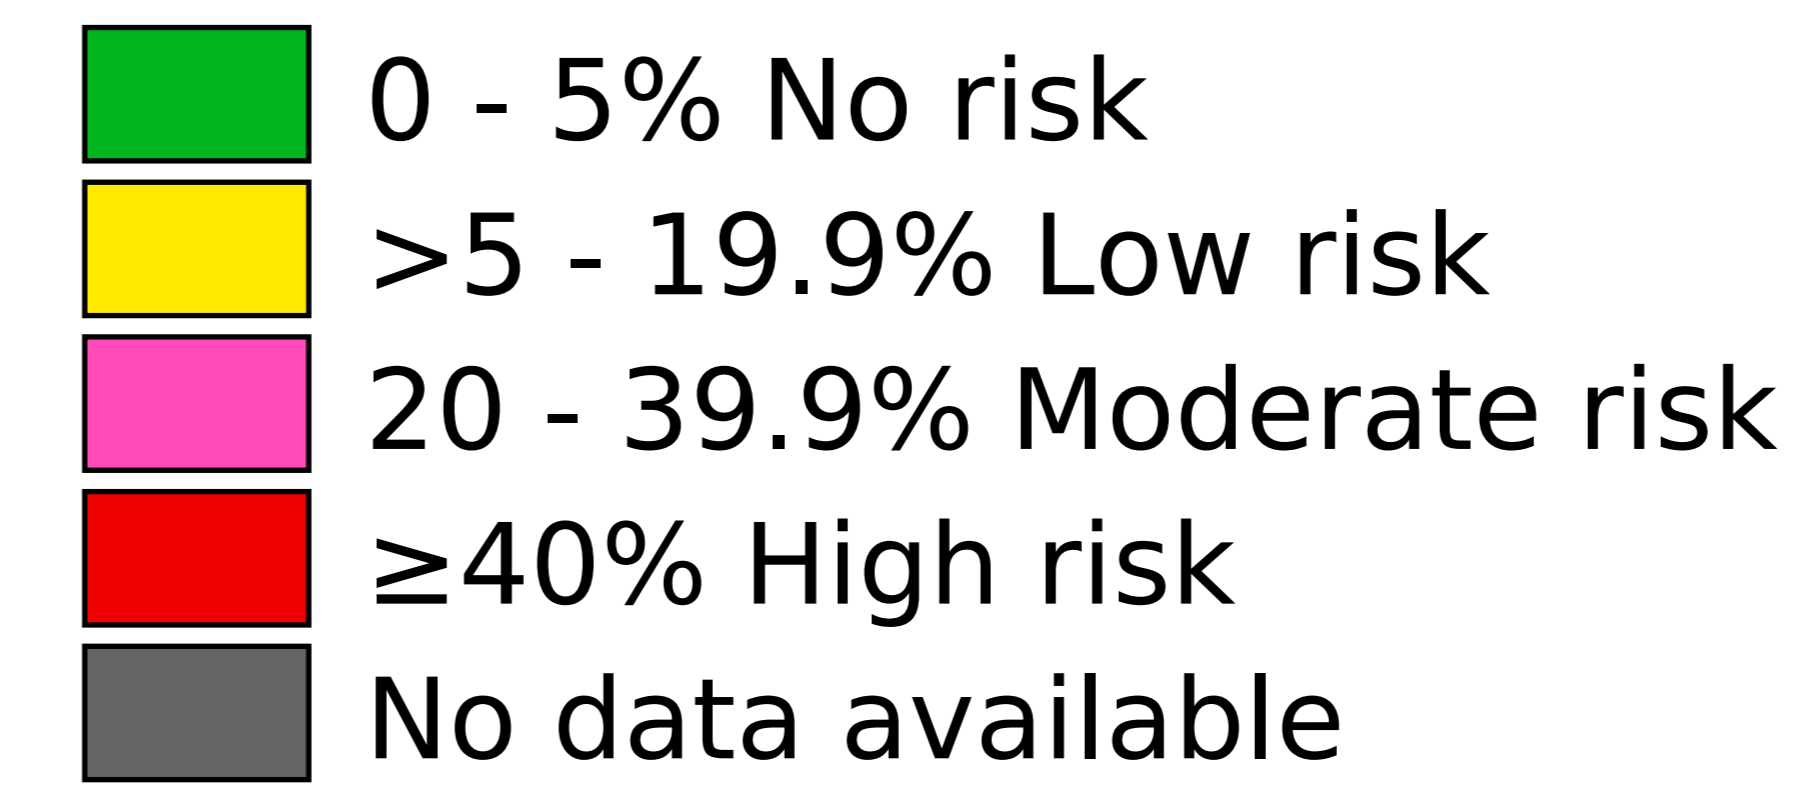 0 - 5% No risk
>5 - 19.9% Low risk
20 - 39.9% Moderate risk
≥40% High risk
No data available